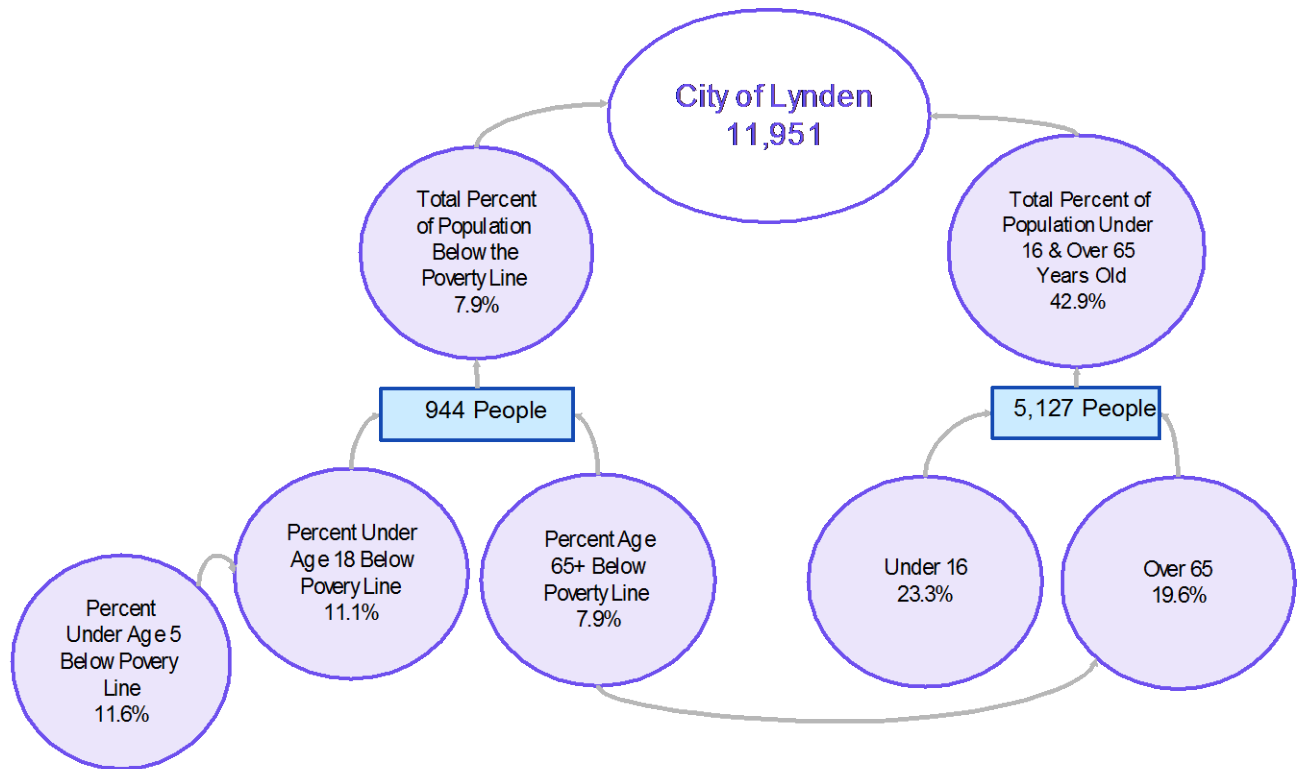 City of Lynden
11,951
Total Percent
of Population
Below the
Poverty Line
7.9%
Total Percent of
Population Under
16 & Over 65
Years Old
42.9%
944 People
5,127 People
Percent Under
Age 18 Below
Povery Line
11.1%
Percent Age
65+ Below
Poverty Line
7.9%
Under 16
23.3%
Over 65
19.6%
Percent
Under Age 5
Below Povery
Line
11.6%